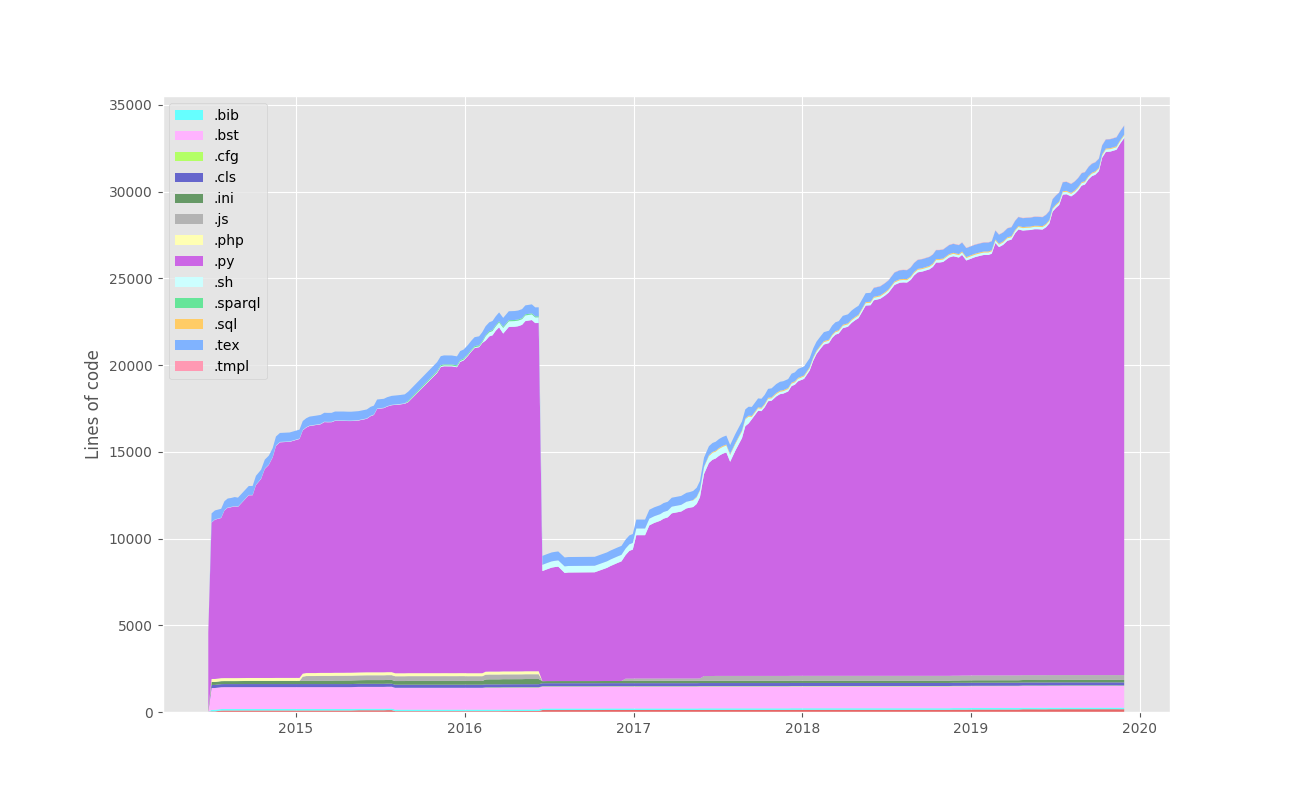 35000
30000
25000
20000
15000
10000
5000
0
Lines of code
.bib
.bst
.cfg
.cls
.ini
.js
.php
.py
.sh
.sparql
.sql
.tex
.tmpl
2015
2016
2017
2018
2019
2020